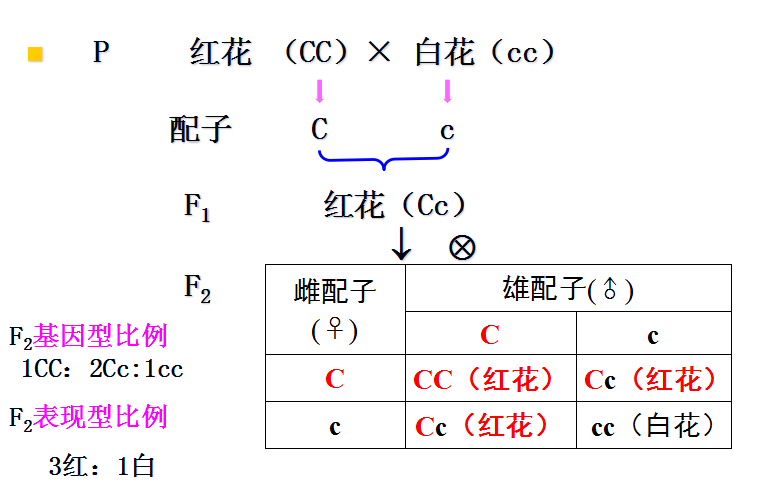 P 红花 （CC）× 白花（cc）
配子 C c
F₁ 红花（Cc）
↓ ⊗
F₂
雌配子 雄配子(♂)
(♀) C c
C CC（红花） Cc（红花）
c Cc（红花） cc（白花）
F₂基因型比例
1CC：2Cc:1cc
F₂表现型比例
3红：1白